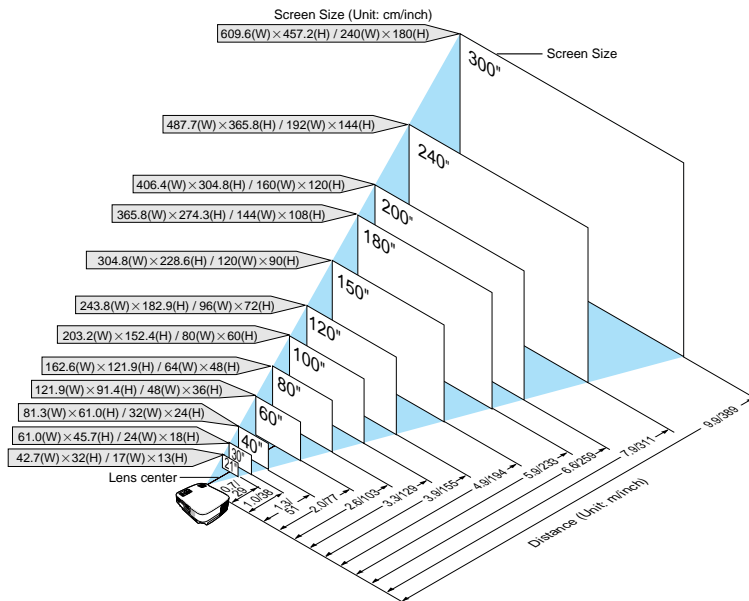 Screen Size (Unit: cm/inch)
609.6(W)×457.2(H) / 240(W)×180(H)
Screen Size
300"
487.7(W)×365.8(H) / 192(W)×144(H)
240"
406.4(W)×304.8(H) / 160(W)×120(H)
200"
365.8(W)×274.3(H) / 144(W)×108(H)
180"
304.8(W)×228.6(H) / 120(W)×90(H)
150"
243.8(W)×182.9(H) / 96(W)×72(H)
120"
203.2(W)×152.4(H) / 80(W)×60(H)
100"
162.6(W)×121.9(H) / 64(W)×48(H)
80"
121.9(W)×91.4(H) / 48(W)×36(H)
60"
81.3(W)×61.0(H) / 32(W)×24(H)
40"
61.0(W)×45.7(H) / 24(W)×18(H)
30"
42.7(W)×32(H) / 17(W)×13(H)
21"
Lens center
0.7/
29
1.0/38
1.3/
51
2.0/77
2.6/103
3.3/129
3.9/155
4.9/194
5.9/233
6.6/259
7.9/311
9.9/389
Distance (Unit: m/inch)